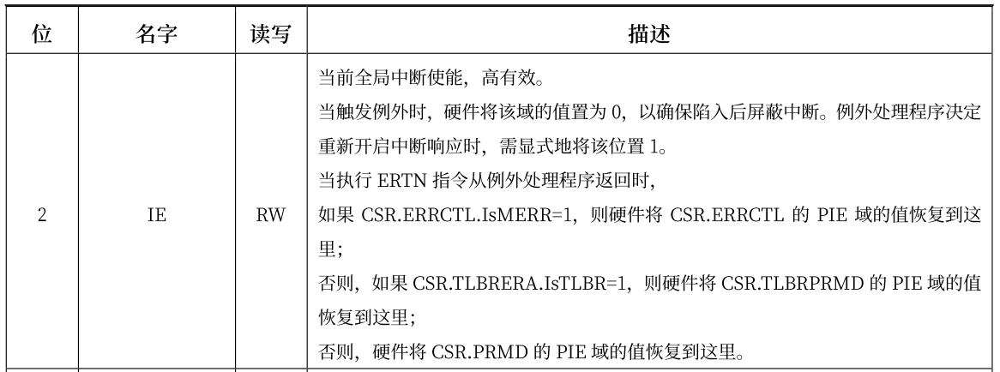 位 名字 读写 描述
当前全局中断使能，高有效。
当触发例外时，硬件将该域的值置为 0，以确保陷入后屏蔽中断。例外处理程序决定
重新开启中断响应时，需显式地将该位置 1。
当执行 ERTN 指令从例外处理程序返回时，
2 IE RW 如果 CSR.ERRCTL.IsMERR=1，则硬件将 CSR.ERRCTL 的 PIE 域的值恢复到这
里；
否则，如果 CSR.TLBRERA.IsTLBR=1，则硬件将 CSR.TLBRPRMD 的 PIE 域的值
恢复到这里；
否则，硬件将 CSR.PRMD 的 PIE 域的值恢复到这里。